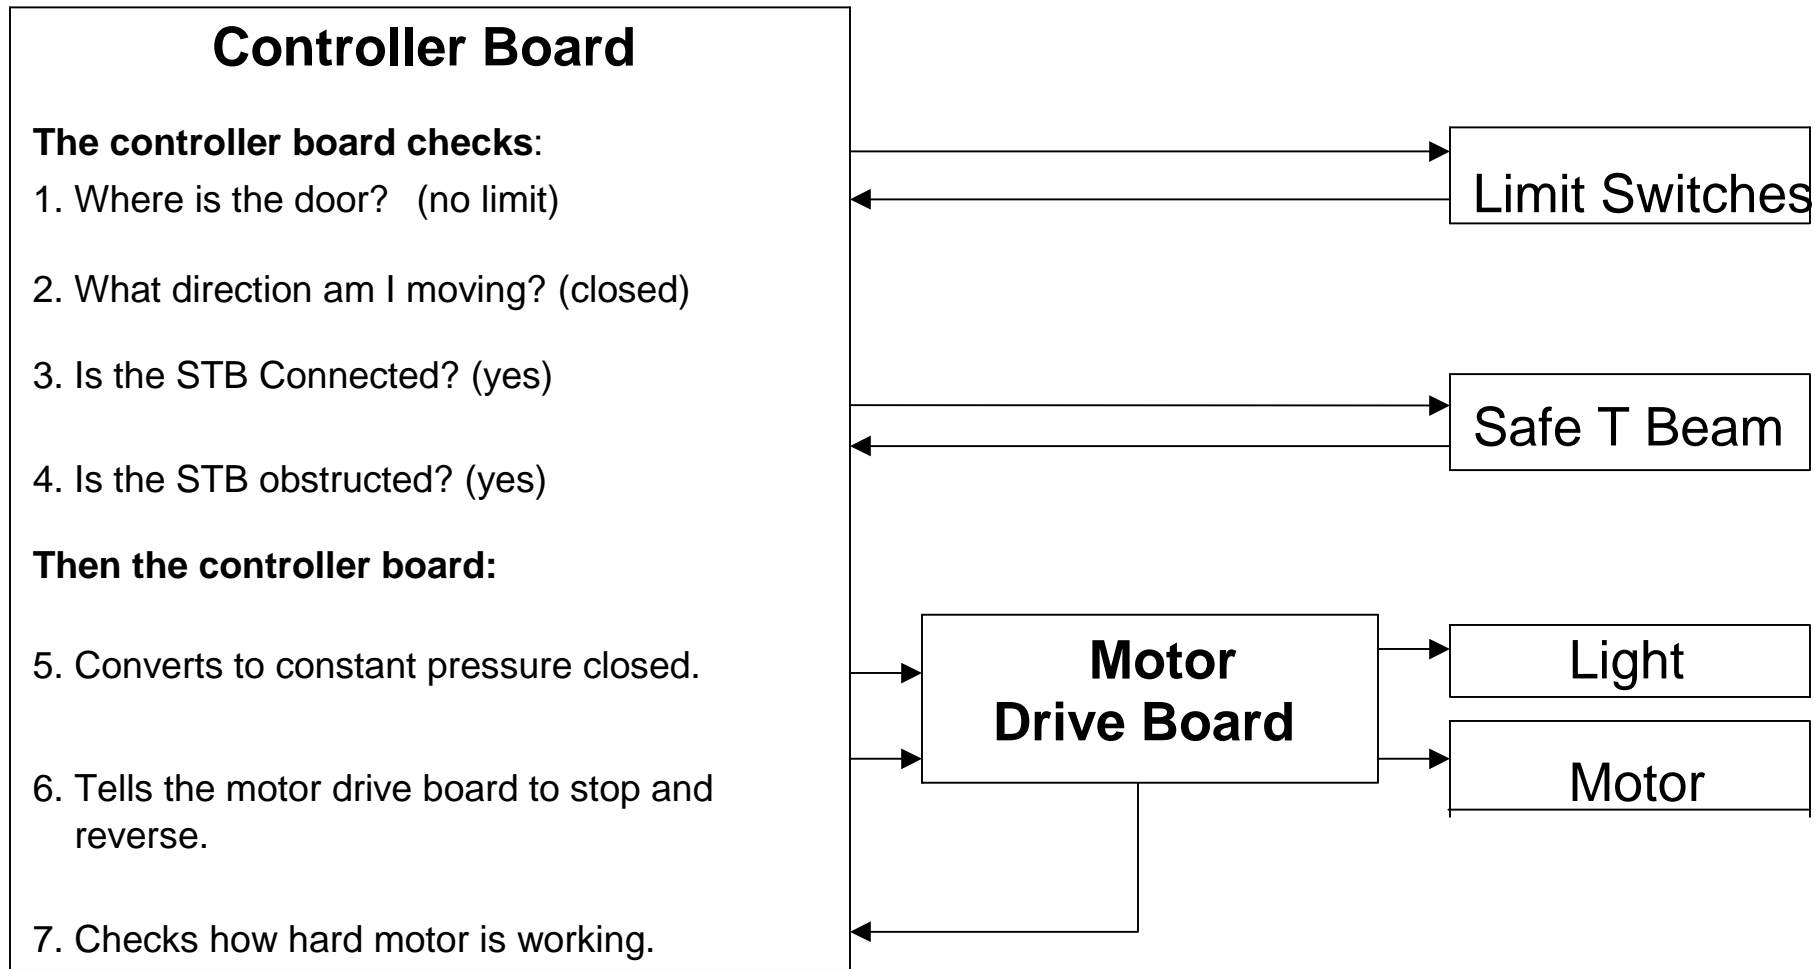 Controller Board
The controller board checks:
1. Where is the door? (no limit)
2. What direction am I moving? (closed)
3. Is the STB Connected? (yes)
4. Is the STB obstructed? (yes)
Then the controller board:
5. Converts to constant pressure closed.
6. Tells the motor drive board to stop and
reverse.
7. Checks how hard motor is working.
Limit Switches
Safe T Beam
Motor
Drive Board
Light
Motor